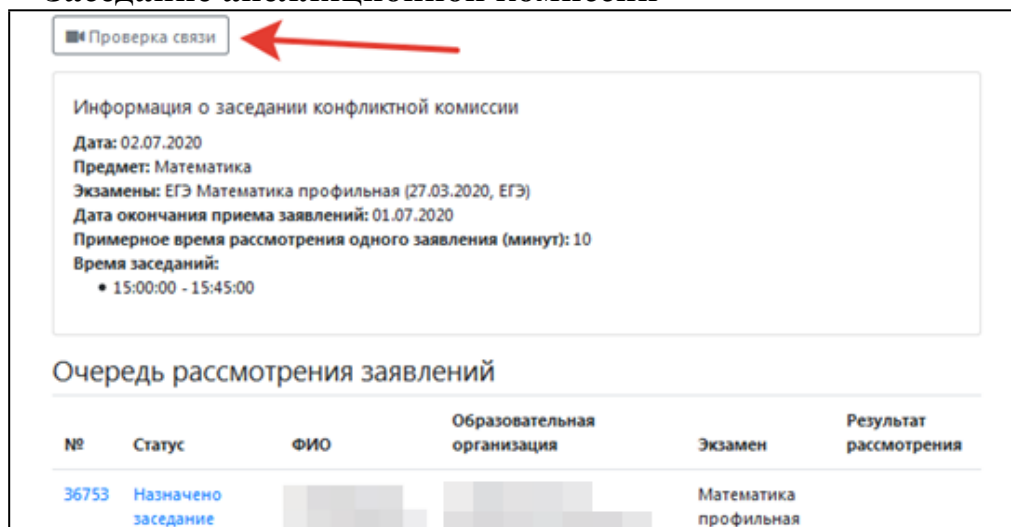 Заседание апелляционной комиссии
Проверка связи
Информация о заседании конфликтной комиссии
Дата: 02.07.2020
Предмет: Математика
Экзамены: ЕГЭ Математика профильная (27.03.2020, ЕГЭ)
Дата окончания приема заявлений: 01.07.2020
Примерное время рассмотрения одного заявления (минут): 10
Время заседаний:
• 15:00:00 - 15:45:00
Очередь рассмотрения заявлений
№ Статус ФИО Образовательная организация Экзамен Результат рассмотрения
36753 Назначено заседание Математика профильная